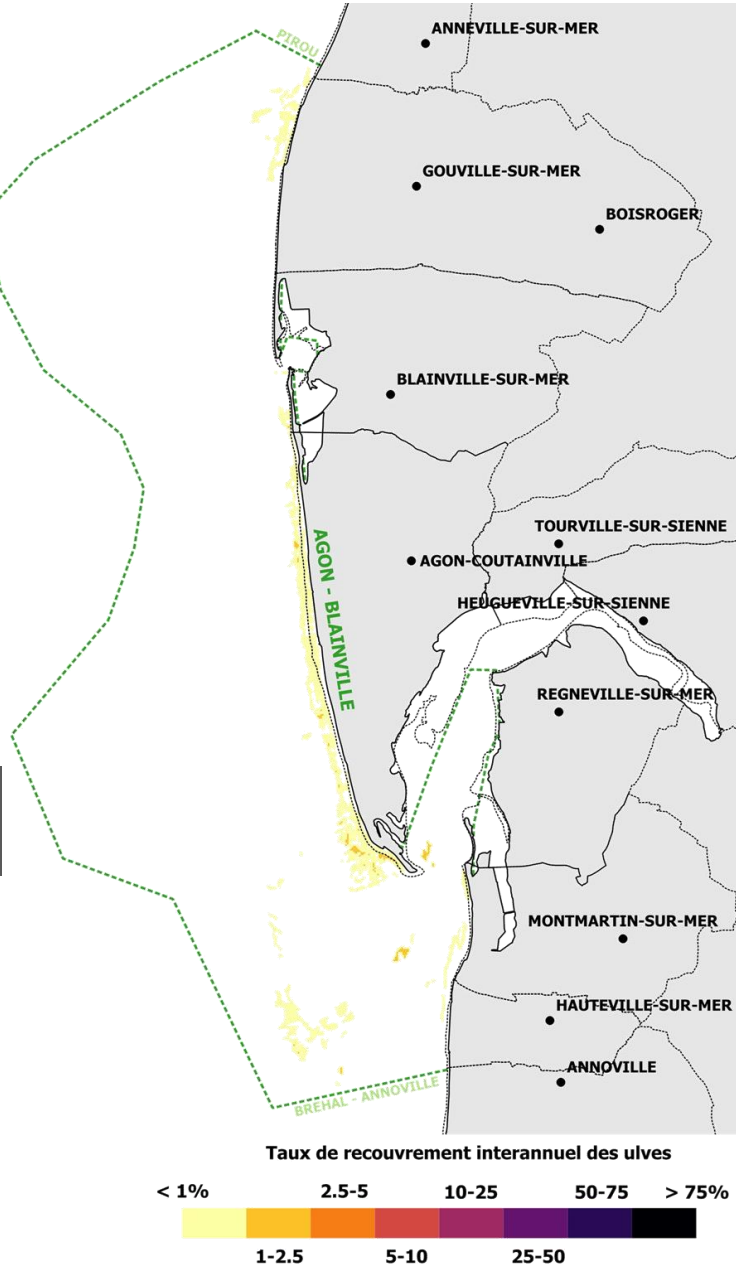 ANNEVILLE-SUR-MER
PIROU
GOUVILLE-SUR-MER
BOISROGER
BLAINVILLE-SUR-MER
TOURVILLE-SUR-SIENNE
AGON-COUTAINVILLE
AGON - BLAINVILLE
HEUGUEVILLE-SUR-SIENNE
REGNEVILLE-SUR-MER
MONTMARTIN-SUR-MER
HAUTEVILLE-SUR-MER
ANNOVILLE
BREHAL - ANNOVILLE
Taux de recouvrement interannuel des ulves
< 1% 2.5-5 10-25 50-75 > 75%
1-2.5 5-10 25-50